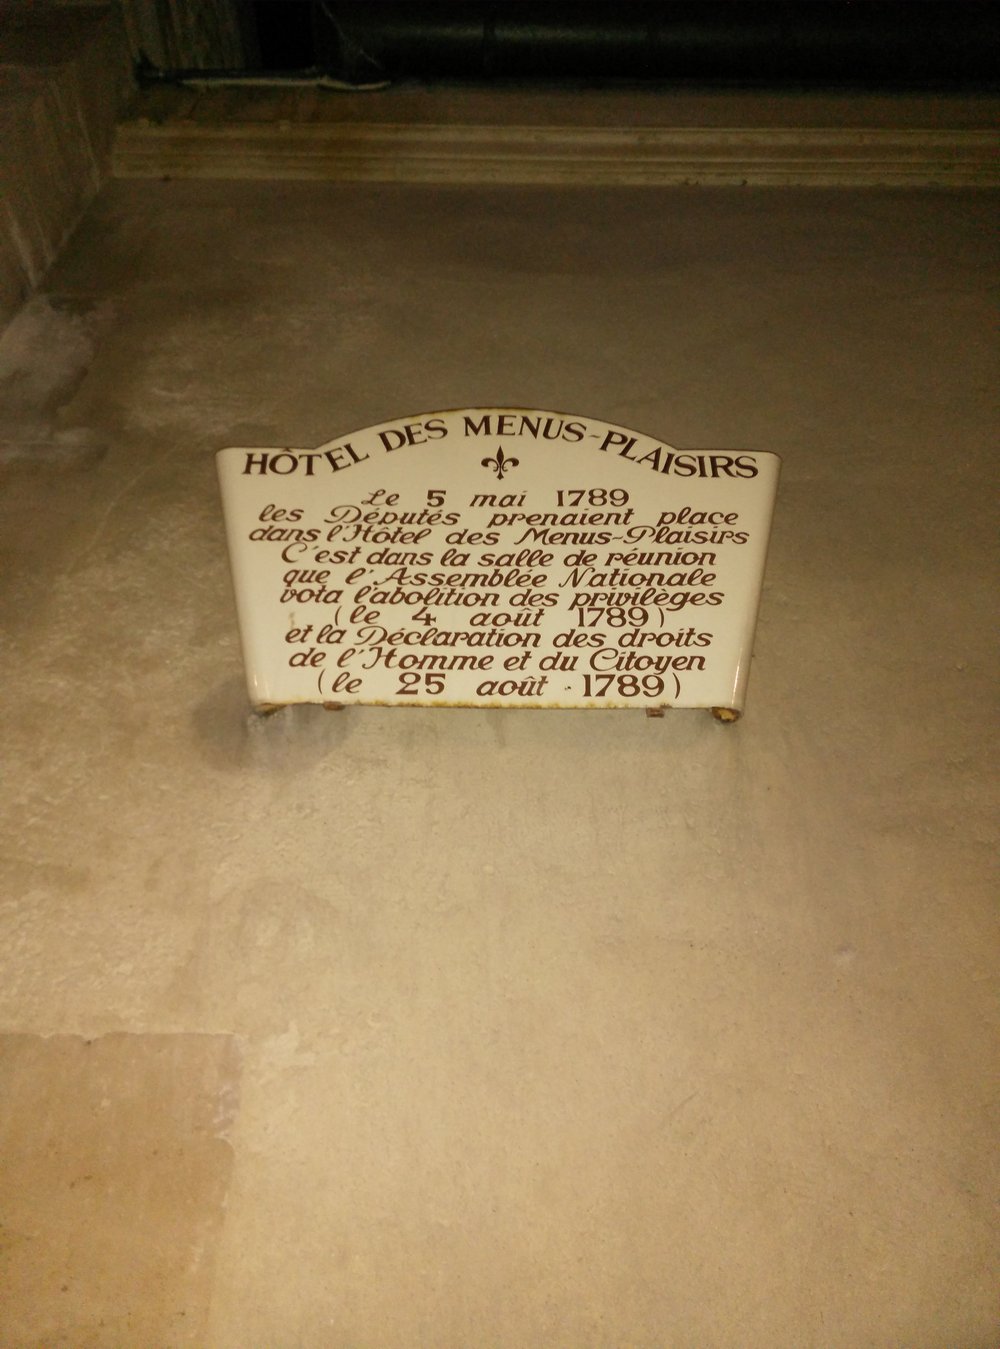 HÔTEL DES MENUS-PLAISIRS
Le 5 mai 1789
les Députés prenaient place
dans l'Hôtel des Menus-Plaisirs
C'est dans la salle de réunion
que l'Assemblée Nationale
vota l'abolition des privilèges
(le 4 août 1789)
et la Déclaration des droits
de l'Homme et du Citoyen
(le 25 août 1789)